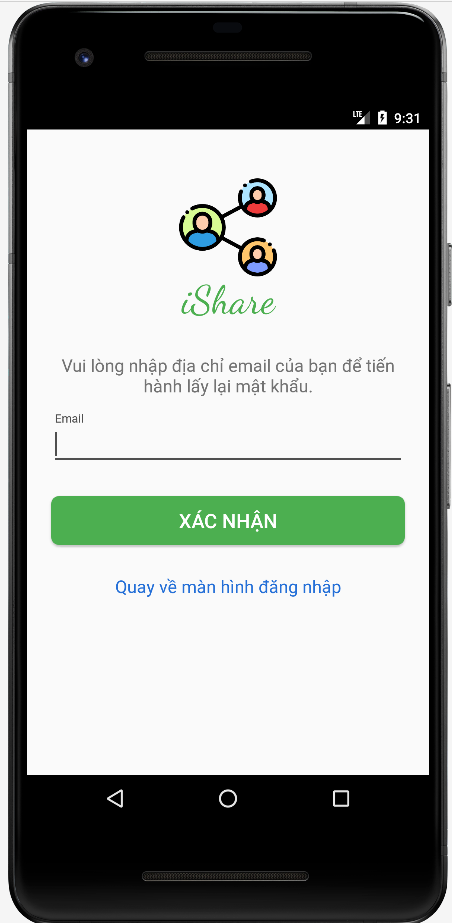 LTE 9:31
iShare
Vui lòng nhập địa chỉ email của bạn để tiến
hành lấy lại mật khẩu.
Email
XÁC NHẬN
Quay về màn hình đăng nhập